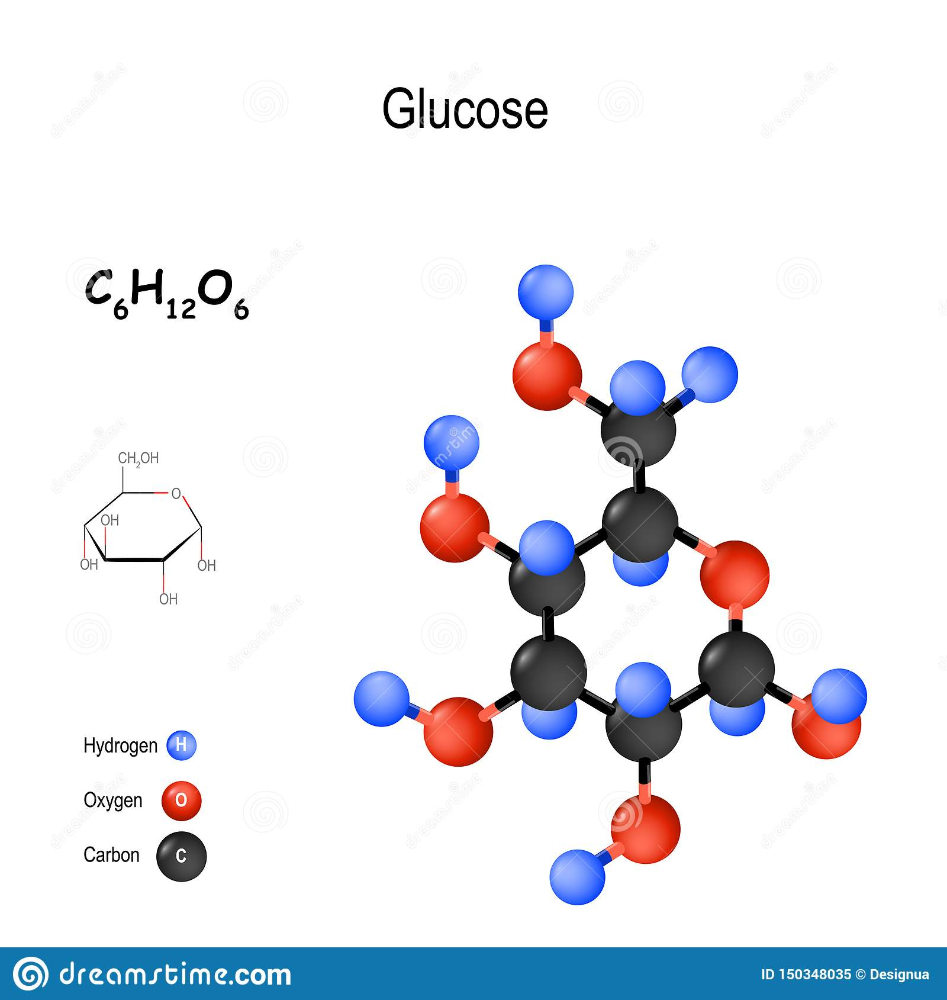 Glucose
C6H12O6
CH2OH
O
OH
OH
OH
OH
Hydrogen H
Oxygen O
Carbon C
dreamstime.com
ID 150348035 © Designua